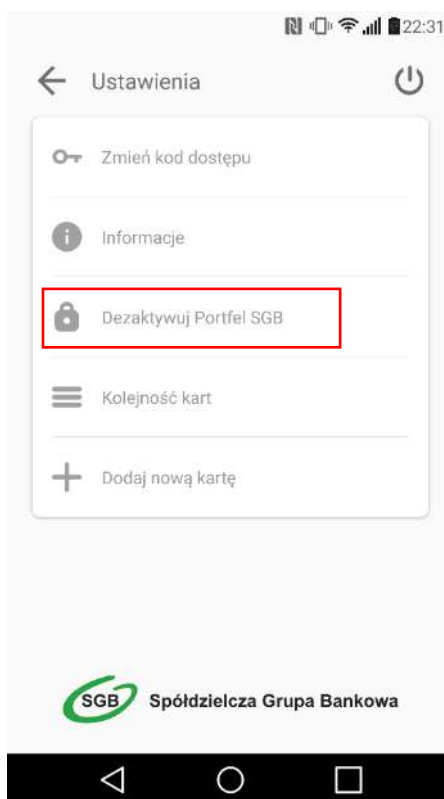 22:31
Ustawienia
Zmień kod dostępu
Informacje
Dezaktywuj Portfel SGB
Kolejność kart
Dodaj nową kartę
SGB Spółdzielcza Grupa Bankowa